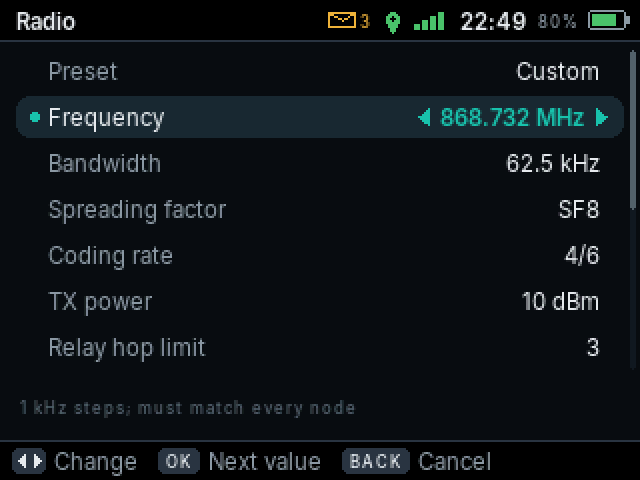 Radio 3 22:49 80%
Preset Custom
Frequency 868.732 MHz
Bandwidth 62.5 kHz
Spreading factor SF8
Coding rate 4/6
TX power 10 dBm
Relay hop limit 3
1 kHz steps; must match every node
Change OK Next value BACK Cancel